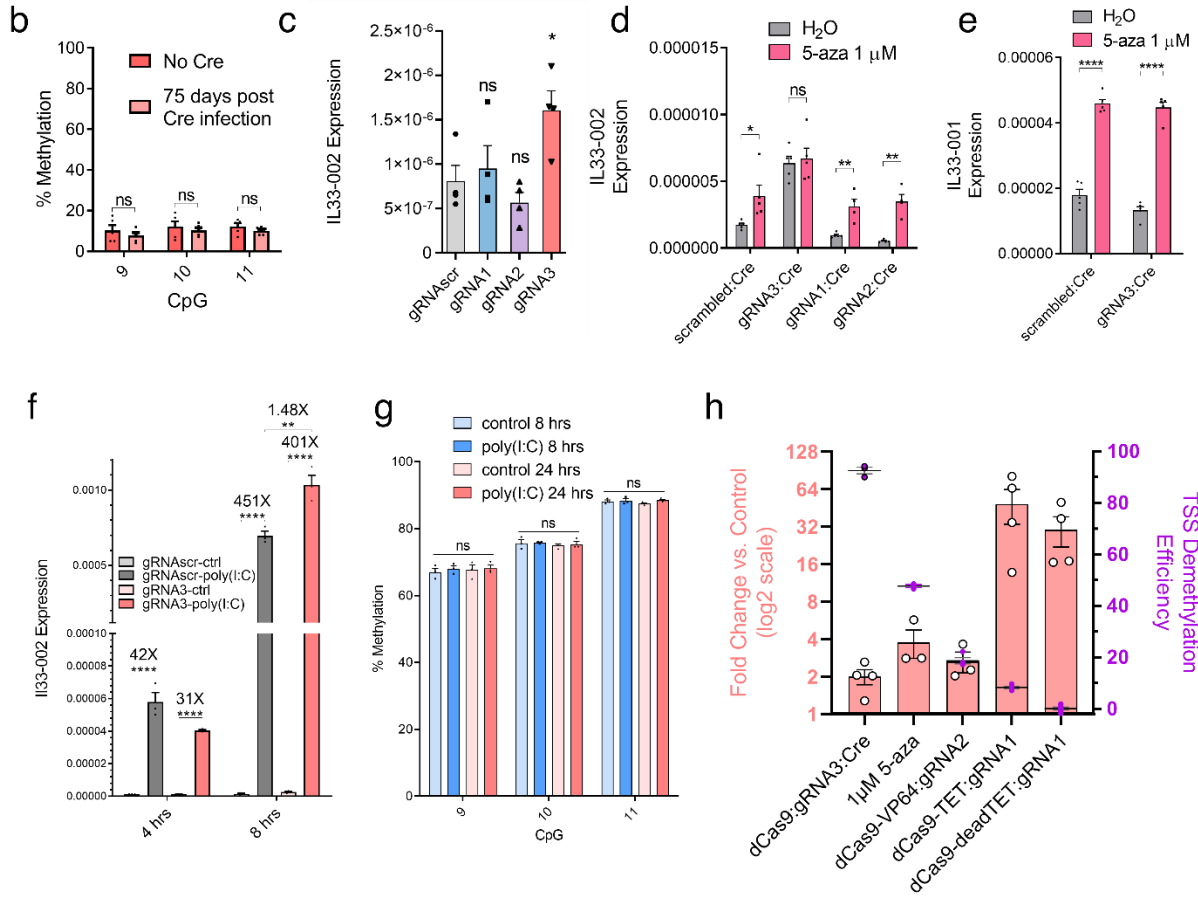 b
% Methylation
100
80
60
40
20
0
No Cre
75 days post
Cre infection
ns
ns
ns
9
10
11
CpG
c
IL33-002 Expression
2.5×10-6
2×10-6
1.5×10-6
1×10-6
5×10-7
0
ns
ns
*
gRNAscr
gRNA1
gRNA2
gRNA3
d
IL33-002
Expression
0.000015
0.000010
0.000005
0.000000
H2O
5-aza 1 μM
*
ns
**
**
scrambled:Cre
gRNA3:Cre
gRNA1:Cre
gRNA2:Cre
e
IL33-001
Expression
0.00006
0.00004
0.00002
0.00000
H2O
5-aza 1 μM
****
****
scrambled:Cre
gRNA3:Cre
f
Il33-002 Expression
0.0010
0.0005
0.00010
0.00008
0.00006
0.00004
0.00002
0.00000
gRNAscr-ctrl
gRNAscr-poly(I:C)
gRNA3-ctrl
gRNA3-poly(I:C)
42X
****
31X
****
451X
****
1.48X
**
401X
****
4 hrs
8 hrs
g
control 8 hrs
poly(I:C) 8 hrs
control 24 hrs
poly(I:C) 24 hrs
% Methylation
100
80
60
40
20
0
ns
ns
ns
9
10
11
CpG
h
Fold Change vs. Control
(log2 scale)
128
64
32
16
8
4
2
1
100
80
60
40
20
0
TSS Demethylation
Efficiency
dCas9:gRNA3:Cre
1μM 5-aza
dCas9-VP64:gRNA2
dCas9-TET:gRNA1
dCas9-deadTET:gRNA1